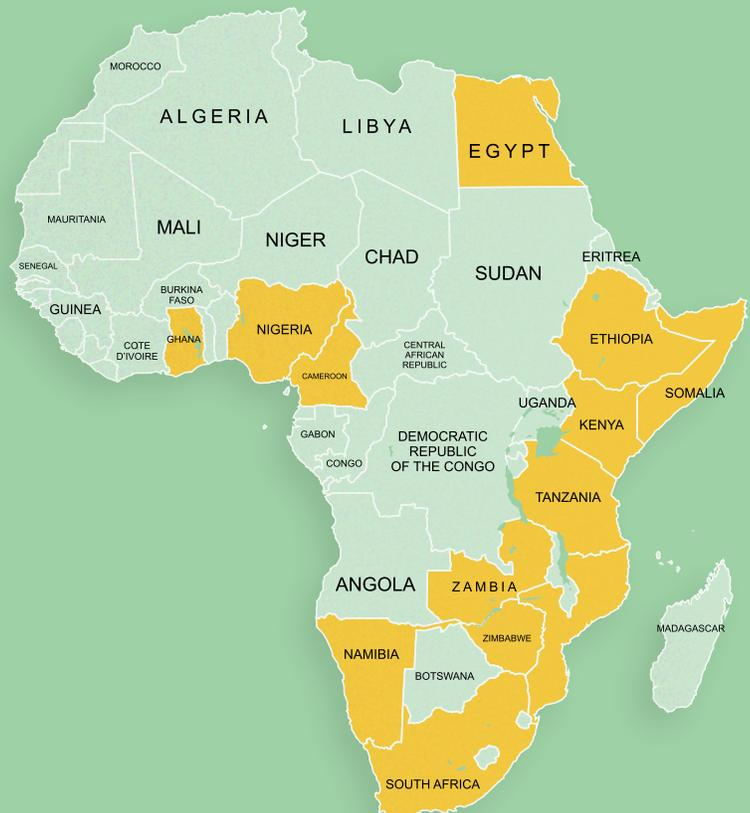 MOROCCO
ALGERIA
LIBYA
EGYPT
MAURITANIA
MALI
NIGER
CHAD
SUDAN
ERITREA
SENEGAL
GUINEA
BURKINA
FASO
COTE
D'IVOIRE
GHANA
NIGERIA
CAMEROON
CENTRAL
AFRICAN
REPUBLIC
ETHIOPIA
SOMALIA
UGANDA
KENYA
GABON
CONGO
DEMOCRATIC
REPUBLIC
OF THE CONGO
TANZANIA
ANGOLA
ZAMBIA
MADAGASCAR
NAMIBIA
ZIMBABWE
BOTSWANA
SOUTH AFRICA